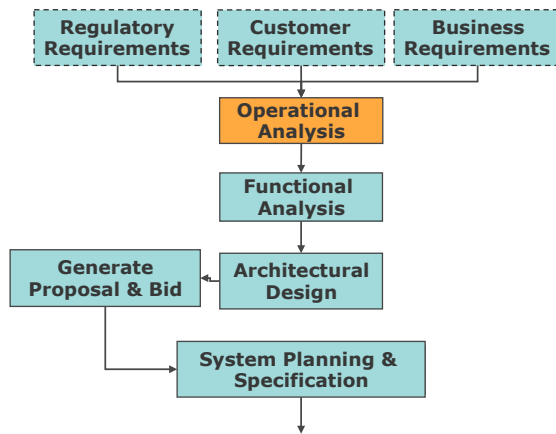 Regulatory
Requirements
Customer
Requirements
Business
Requirements
Operational
Analysis
Functional
Analysis
Generate
Proposal & Bid
Architectural
Design
System Planning &
Specification